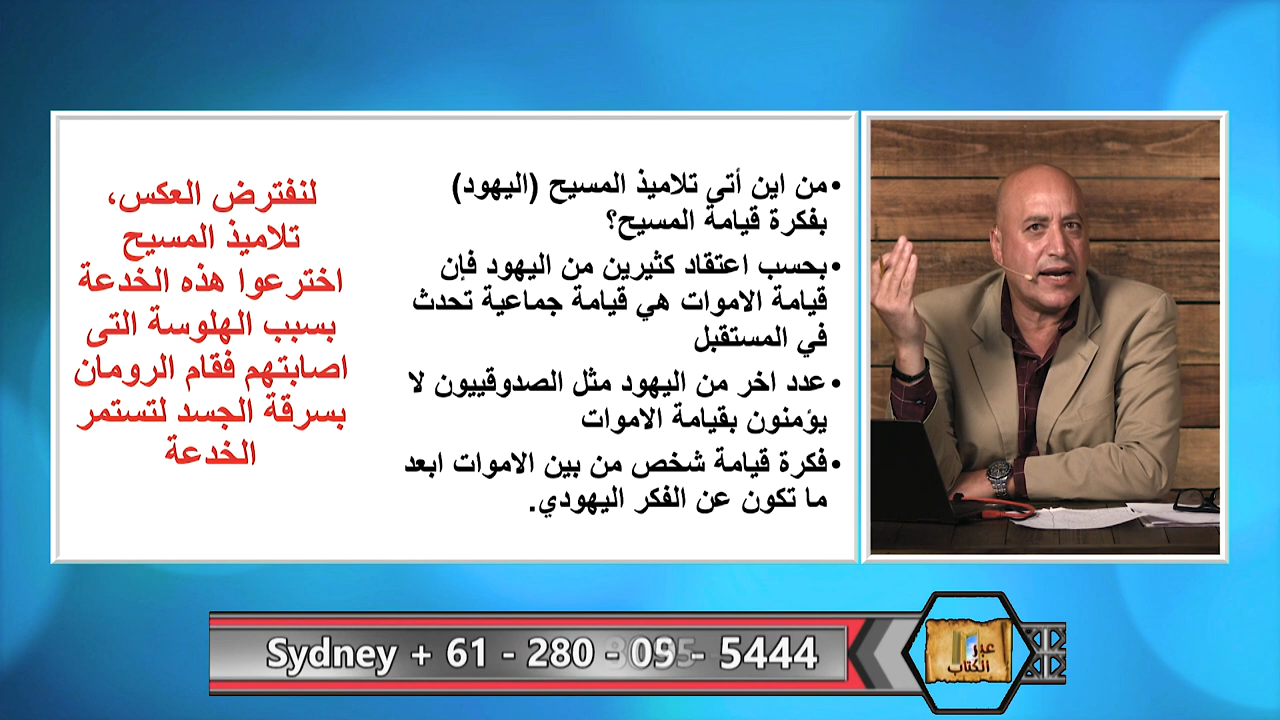 •من اين أتى تلاميذ المسيح (اليهود)
بفكرة قيامة المسيح؟
•بحسب اعتقاد كثيرين من اليهود فإن
قيامة الاموات هي قيامة جماعية تحدث
في المستقبل
•عدد اخر من اليهود مثل الصدوقييون لا
يؤمنون بقيامة الاموات
•فكرة قيامة شخص من بين الاموات ابعد
ما تكون عن الفكر اليهودي.
لنفترض العكس،
تلاميذ المسيح
اخترعوا هذه الخدعة
بسبب الهلوسة التى
اصابتهم فقام الرومان
بسرقة الجسد لتستمر
الخدعة
Sydney + 61 - 280 - - 5444
عبر
الكتاب